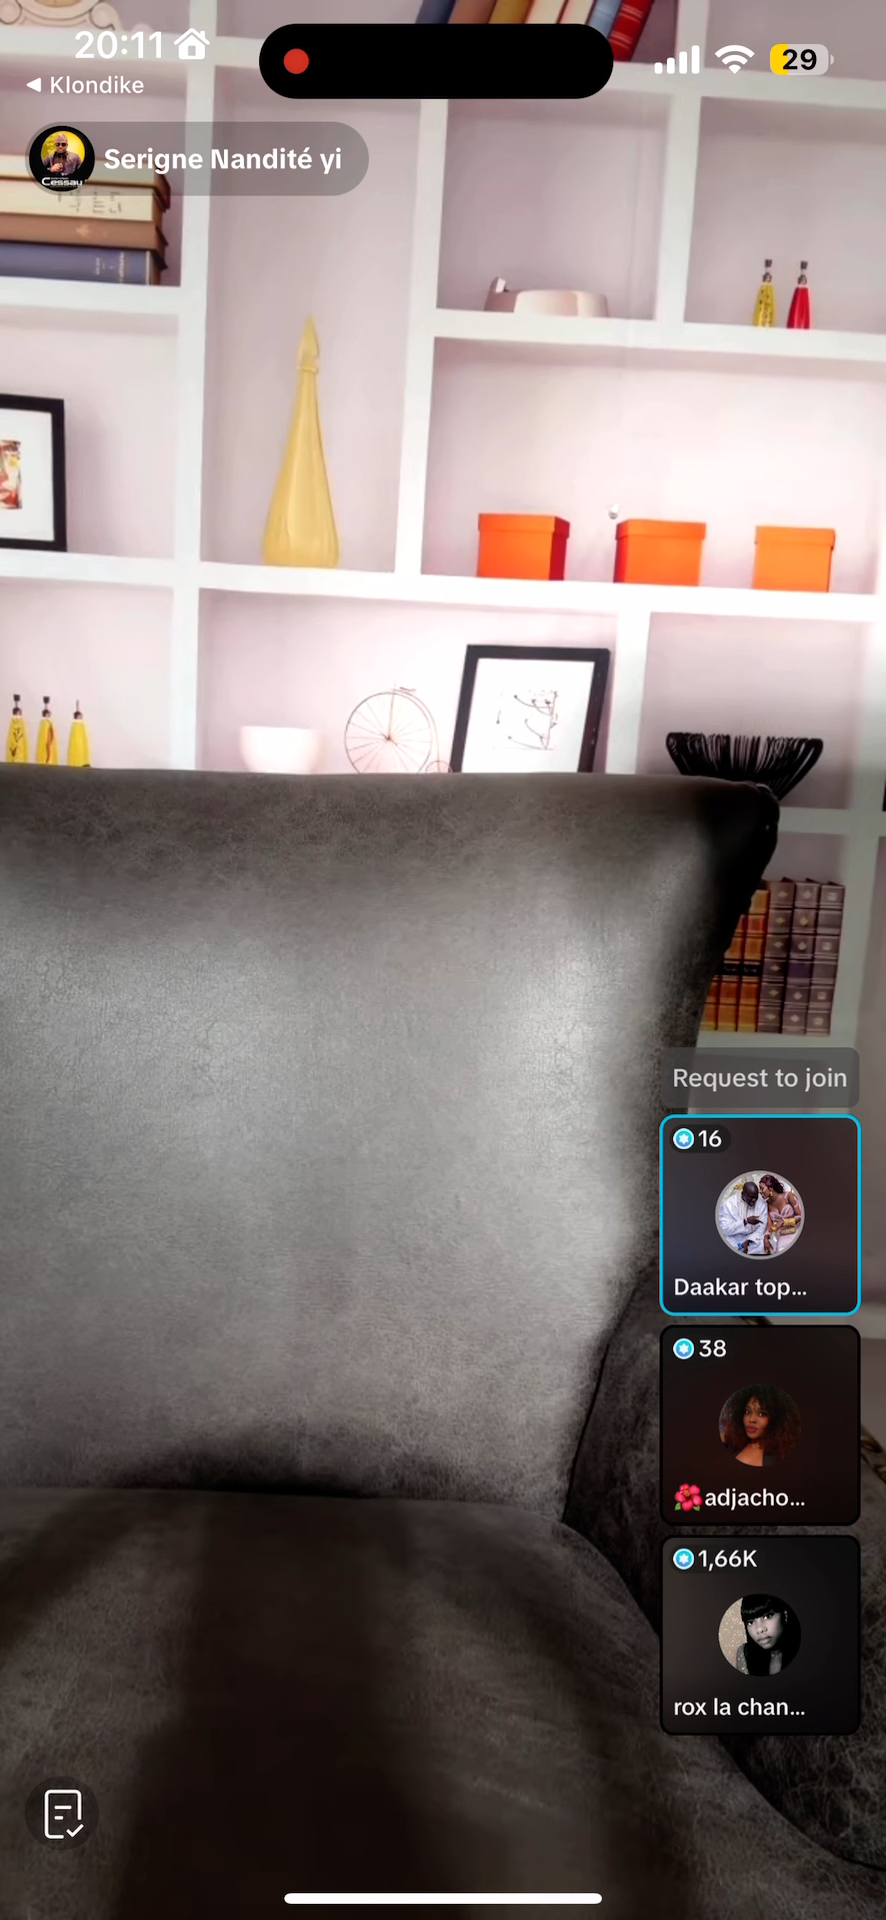 20:11
29
Klondike
Serigne Nandité yi
Cessay
Request to join
16
Daakar top...
38
🌺adjacho...
1,66K
rox la chan...